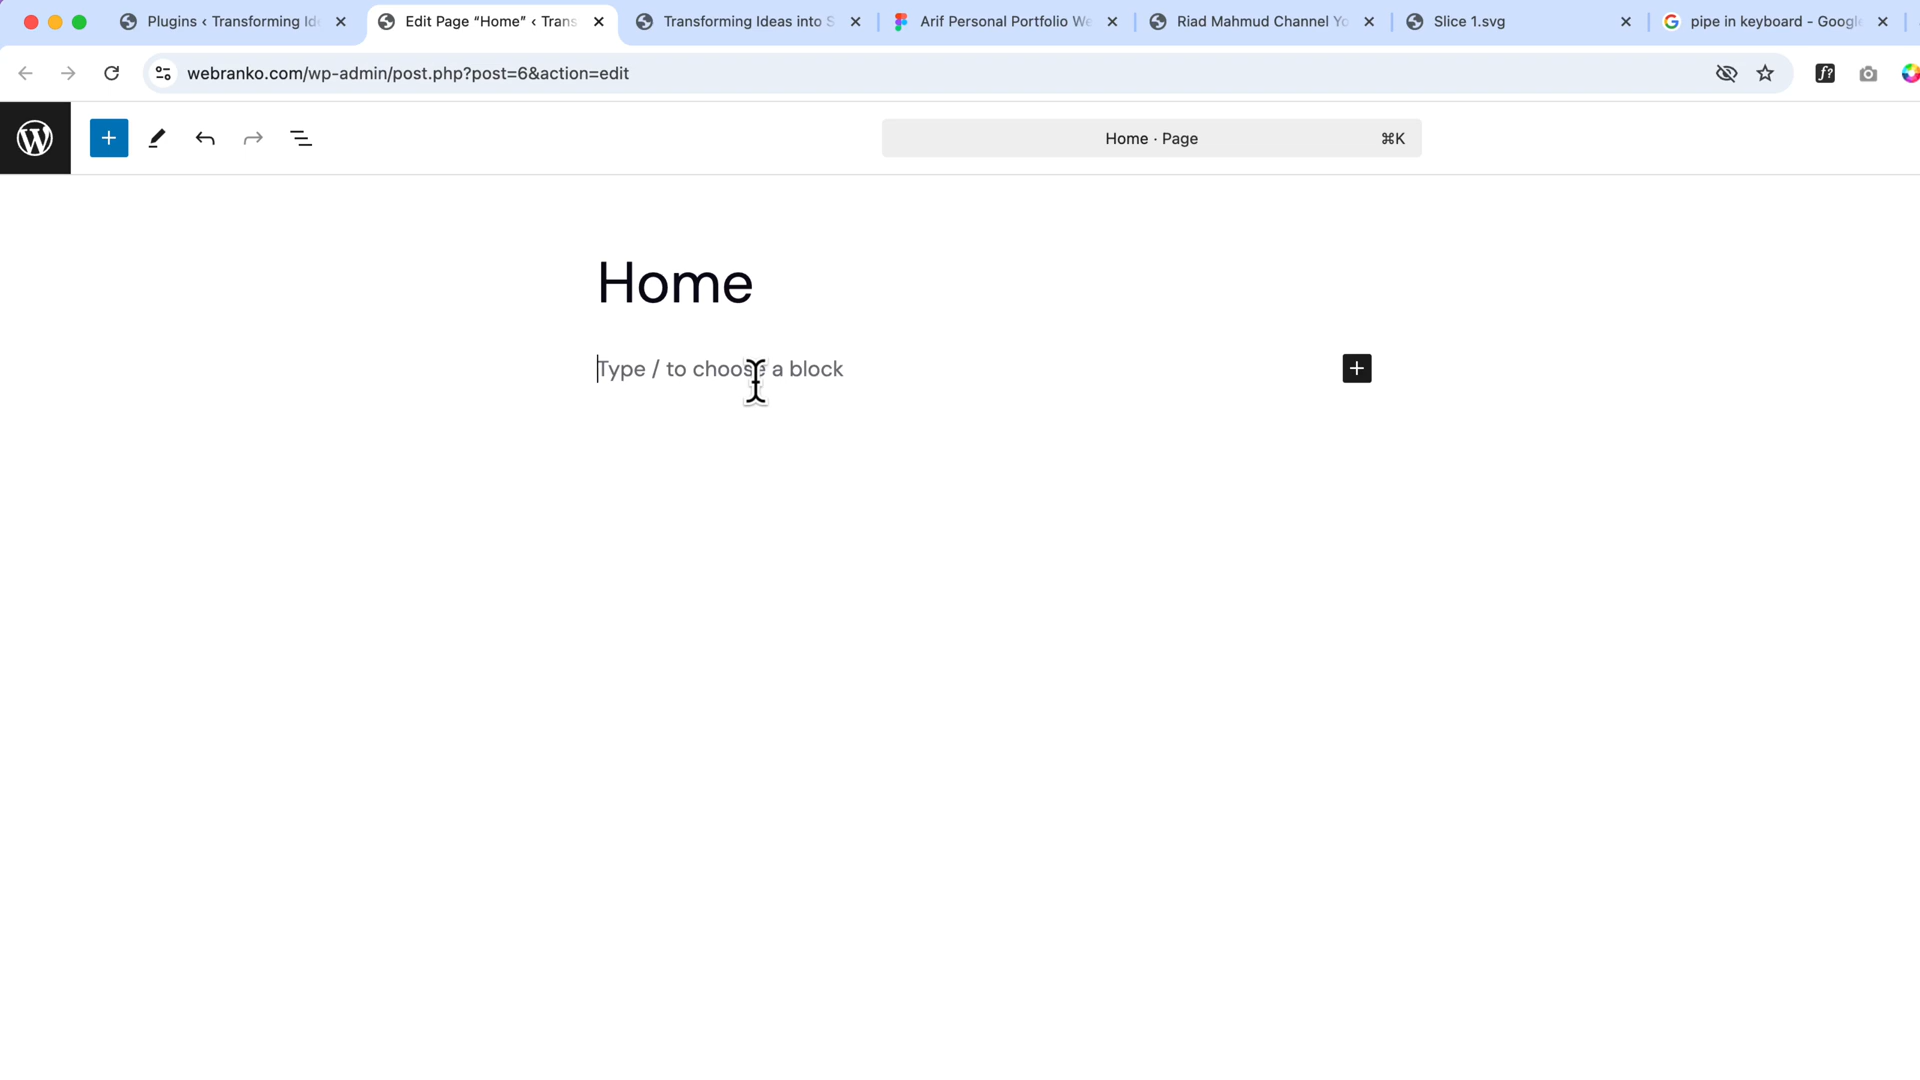 Plugins ‹ Transforming Ide
Edit Page “Home” ‹ Trans
Transforming Ideas into S
Arif Personal Portfolio We
Riad Mahmud Channel Yo
Slice 1.svg
pipe in keyboard - Google
webranko.com/wp-admin/post.php?post=6&action=edit
Home · Page ⌘K
Home
Type / to choose a block